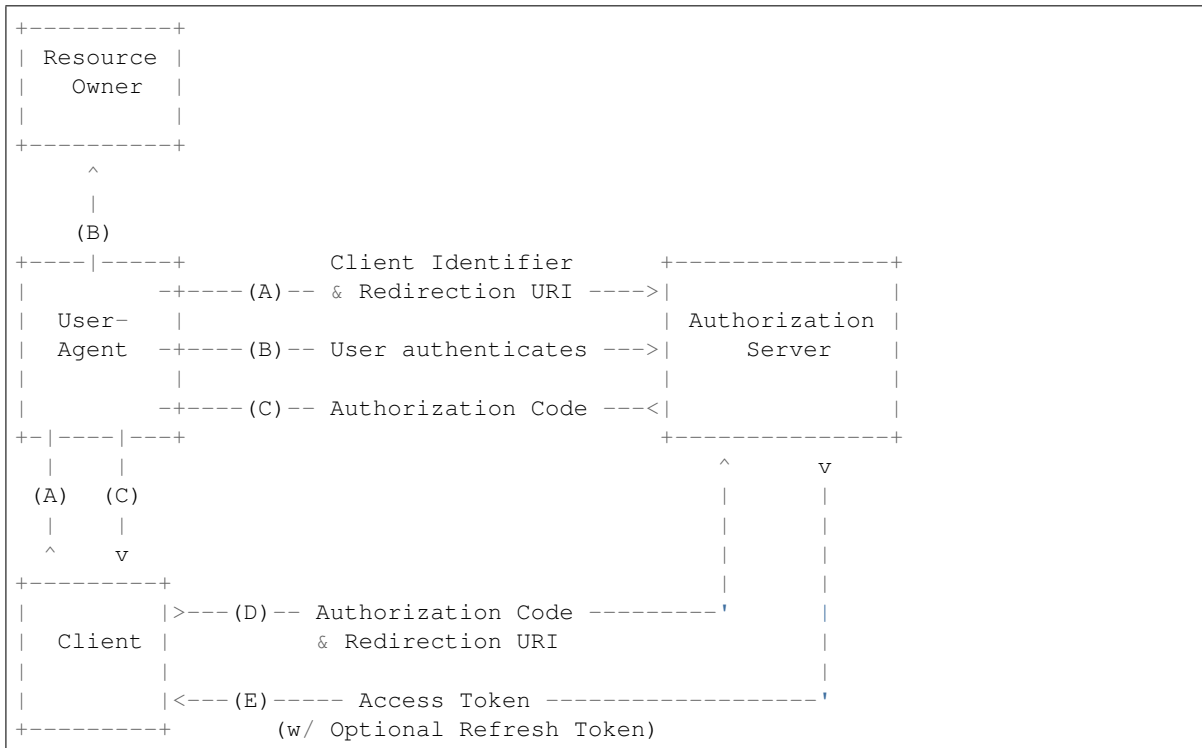 +----------+
| Resource |
|   Owner  |
|          |
+----------+
     ^
     |
    (B)
+----|-----+          Client Identifier      +---------------+
|         -+----(A)-- & Redirection URI ---->|               |
|  User-   |                                 | Authorization |
|  Agent  -+----(B)-- User authenticates --->|     Server    |
|          |                                 |               |
|         -+----(C)-- Authorization Code ---<|               |
+-|----|---+                                 +---------------+
  |    |                                         ^      v
 (A)  (C)                                        |      |
  |    |                                         |      |
  ^    v                                         |      |
+---------+                                      |      |
|         |>---(D)-- Authorization Code ---------'      |
|  Client |          & Redirection URI                  |
|         |                                             |
|         |<---(E)----- Access Token -------------------'
+---------+       (w/ Optional Refresh Token)